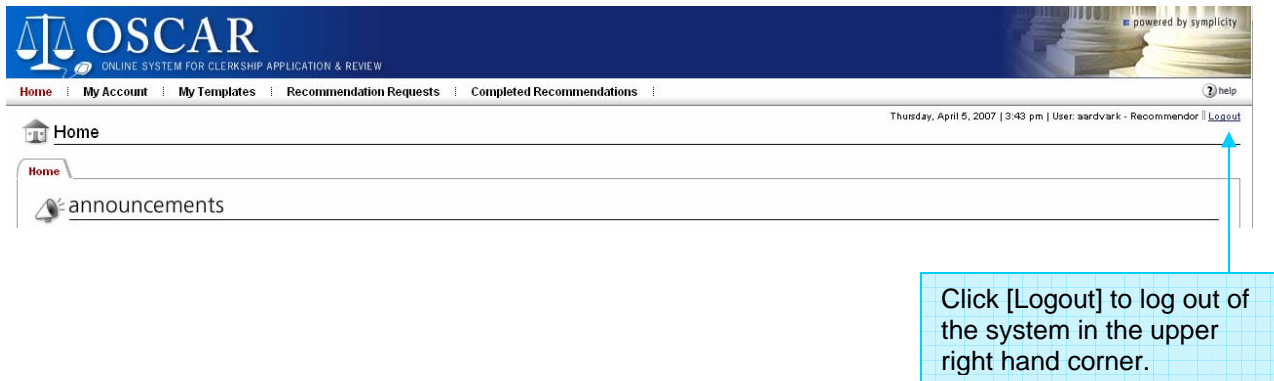 powered by symplicity
OSCAR
ONLINE SYSTEM FOR CLERKSHIP APPLICATION & REVIEW
Home My Account My Templates Recommendation Requests Completed Recommendations ? help
Thursday, April 5, 2007 | 3:43 pm | User: aardvark - Recommendor || Logout
Home
Home
announcements
Click [Logout] to log out of
the system in the upper
right hand corner.